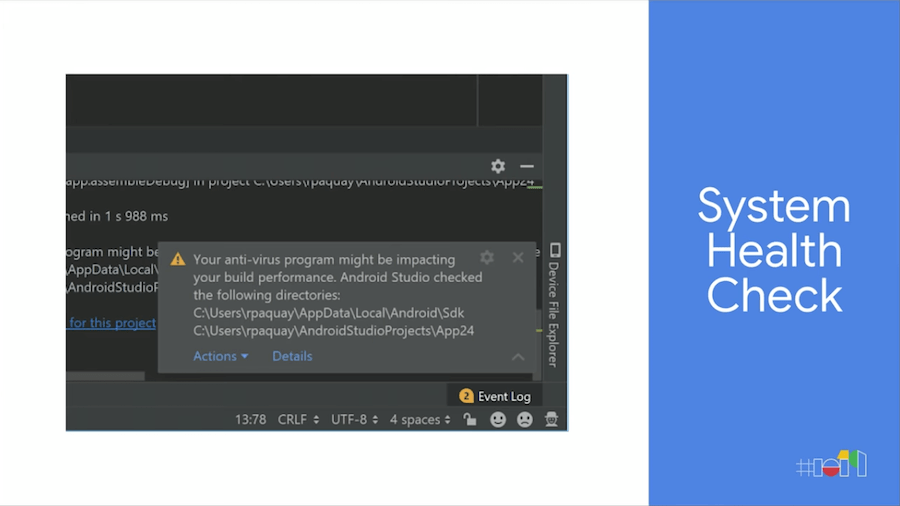 app:assembleDebug] in project C:\Users\rpaquay\AndroidStudioProjects\App24
ned in 1 s 988 ms
ogram might be
\AppData\Local\
\AndroidStudioP
for this project
Your anti-virus program might be impacting
your build performance. Android Studio checked
the following directories:
C:\Users\rpaquay\AppData\Local\Android\Sdk
C:\Users\rpaquay\AndroidStudioProjects\App24
Actions
Details
Device File Explorer
2 Event Log
13:78 CRLF UTF-8 4 spaces
System
Health
Check
#io19